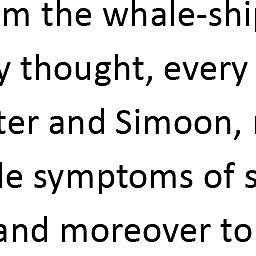 m the whale-ship
y thought, every
ter and Simoon,
le symptoms of s
and moreover to